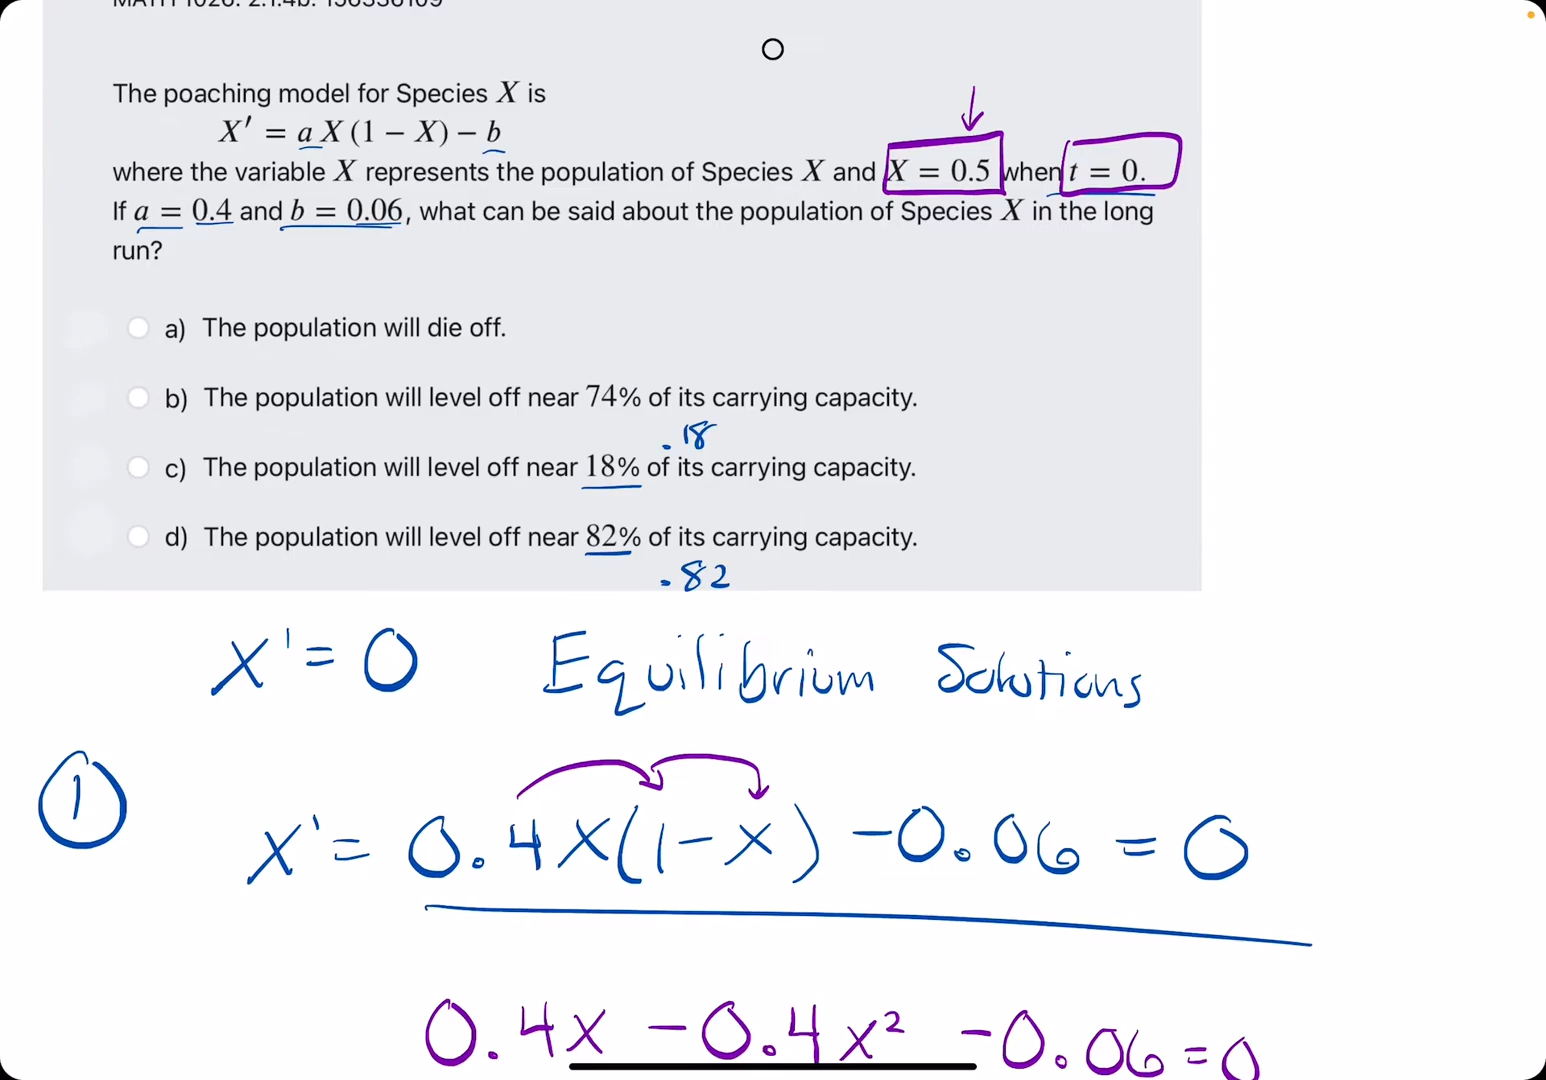 The poaching model for Species X is
X′ = a X (1 − X) − b
where the variable X represents the population of Species X and X = 0.5 when t = 0.
If a = 0.4 and b = 0.06, what can be said about the population of Species X in the long
run?
a) The population will die off.
b) The population will level off near 74% of its carrying capacity.
.18
c) The population will level off near 18% of its carrying capacity.
d) The population will level off near 82% of its carrying capacity.
.82
X' = 0 Equilibrium Solutions
1
X' = 0.4X(1-X) -0.06 = 0
0.4X -0.4X² -0.06 = 0